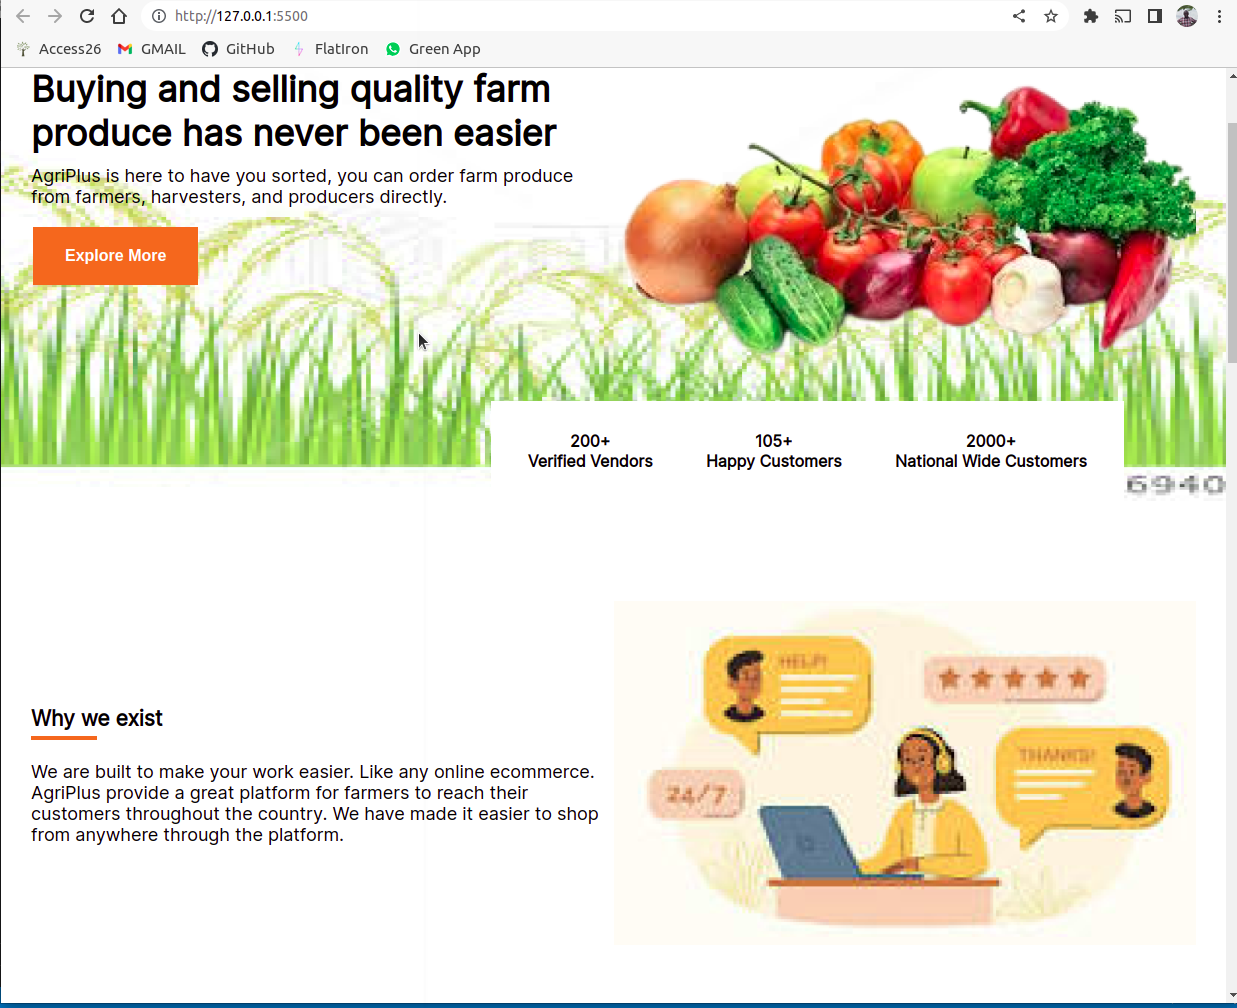 http://127.0.0.1:5500
Access26 GMAIL GitHub FlatIron Green App
Buying and selling quality farm
produce has never been easier
AgriPlus is here to have you sorted, you can order farm produce
from farmers, harvesters, and producers directly.
Explore More
200+ 105+ 2000+
Verified Vendors Happy Customers National Wide Customers
6940
HELP!
THANKS!
24/7
Why we exist
We are built to make your work easier. Like any online ecommerce.
AgriPlus provide a great platform for farmers to reach their
customers throughout the country. We have made it easier to shop
from anywhere through the platform.